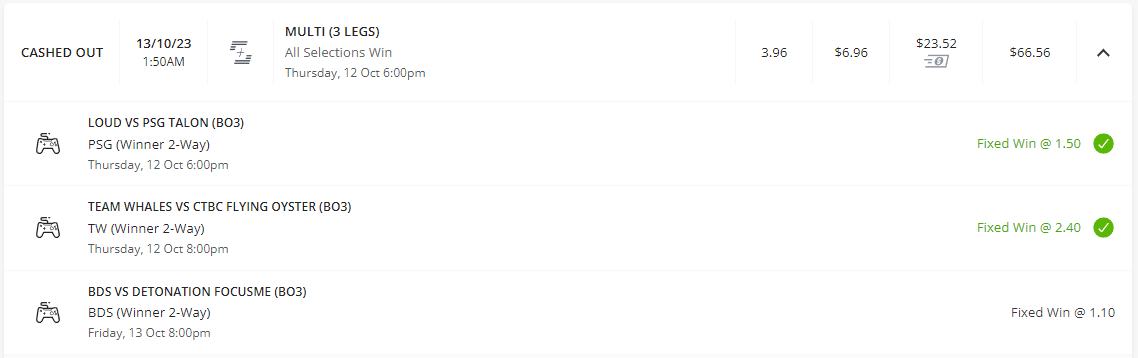 CASHED OUT
13/10/23
1:50AM
MULTI (3 LEGS)
All Selections Win
Thursday, 12 Oct 6:00pm
3.96
$6.96
$23.52
$66.56
LOUD VS PSG TALON (BO3)
PSG (Winner 2-Way)
Thursday, 12 Oct 6:00pm
Fixed Win @ 1.50
TEAM WHALES VS CTBC FLYING OYSTER (BO3)
TW (Winner 2-Way)
Thursday, 12 Oct 8:00pm
Fixed Win @ 2.40
BDS VS DETONATION FOCUSME (BO3)
BDS (Winner 2-Way)
Friday, 13 Oct 8:00pm
Fixed Win @ 1.10